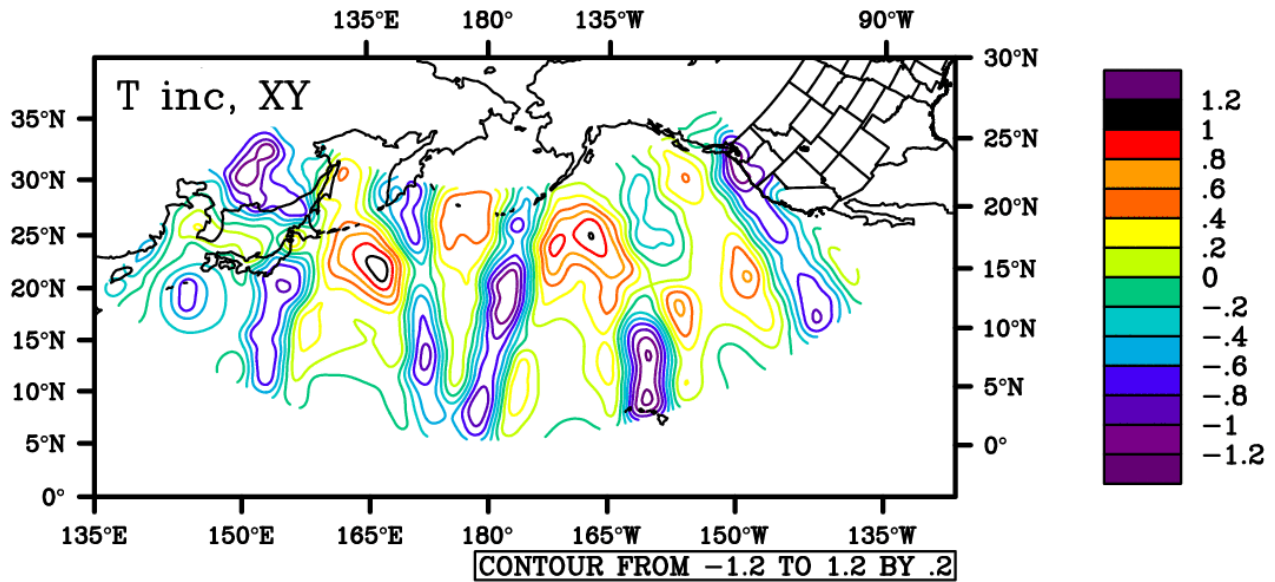 135°E 180° 135°W 90°W
T inc, XY
30°N
35°N
25°N
30°N
20°N
25°N
15°N
20°N
10°N
15°N
5°N
10°N
0°
5°N
0°
135°E 150°E 165°E 180° 165°W 150°W 135°W
CONTOUR FROM −1.2 TO 1.2 BY .2
1.2
1
.8
.6
.4
.2
0
−.2
−.4
−.6
−.8
−1
−1.2